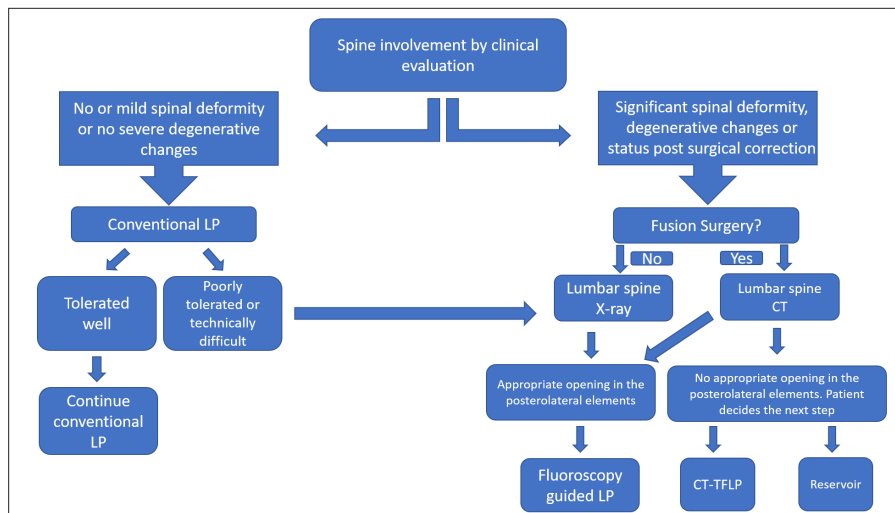 Spine involvement by clinical
evaluation
No or mild spinal deformity
or no severe degenerative
changes
Significant spinal deformity,
degenerative changes or
status post surgical correction
Conventional LP
Fusion Surgery?
No
Yes
Tolerated
well
Poorly
tolerated or
technically
difficult
Lumbar spine
X-ray
Lumbar spine
CT
Continue
conventional
LP
Appropriate opening in the
posterolateral elements
No appropriate opening in the
posterolateral elements. Patient
decides the next step
Fluoroscopy
guided LP
CT-TFLP
Reservoir